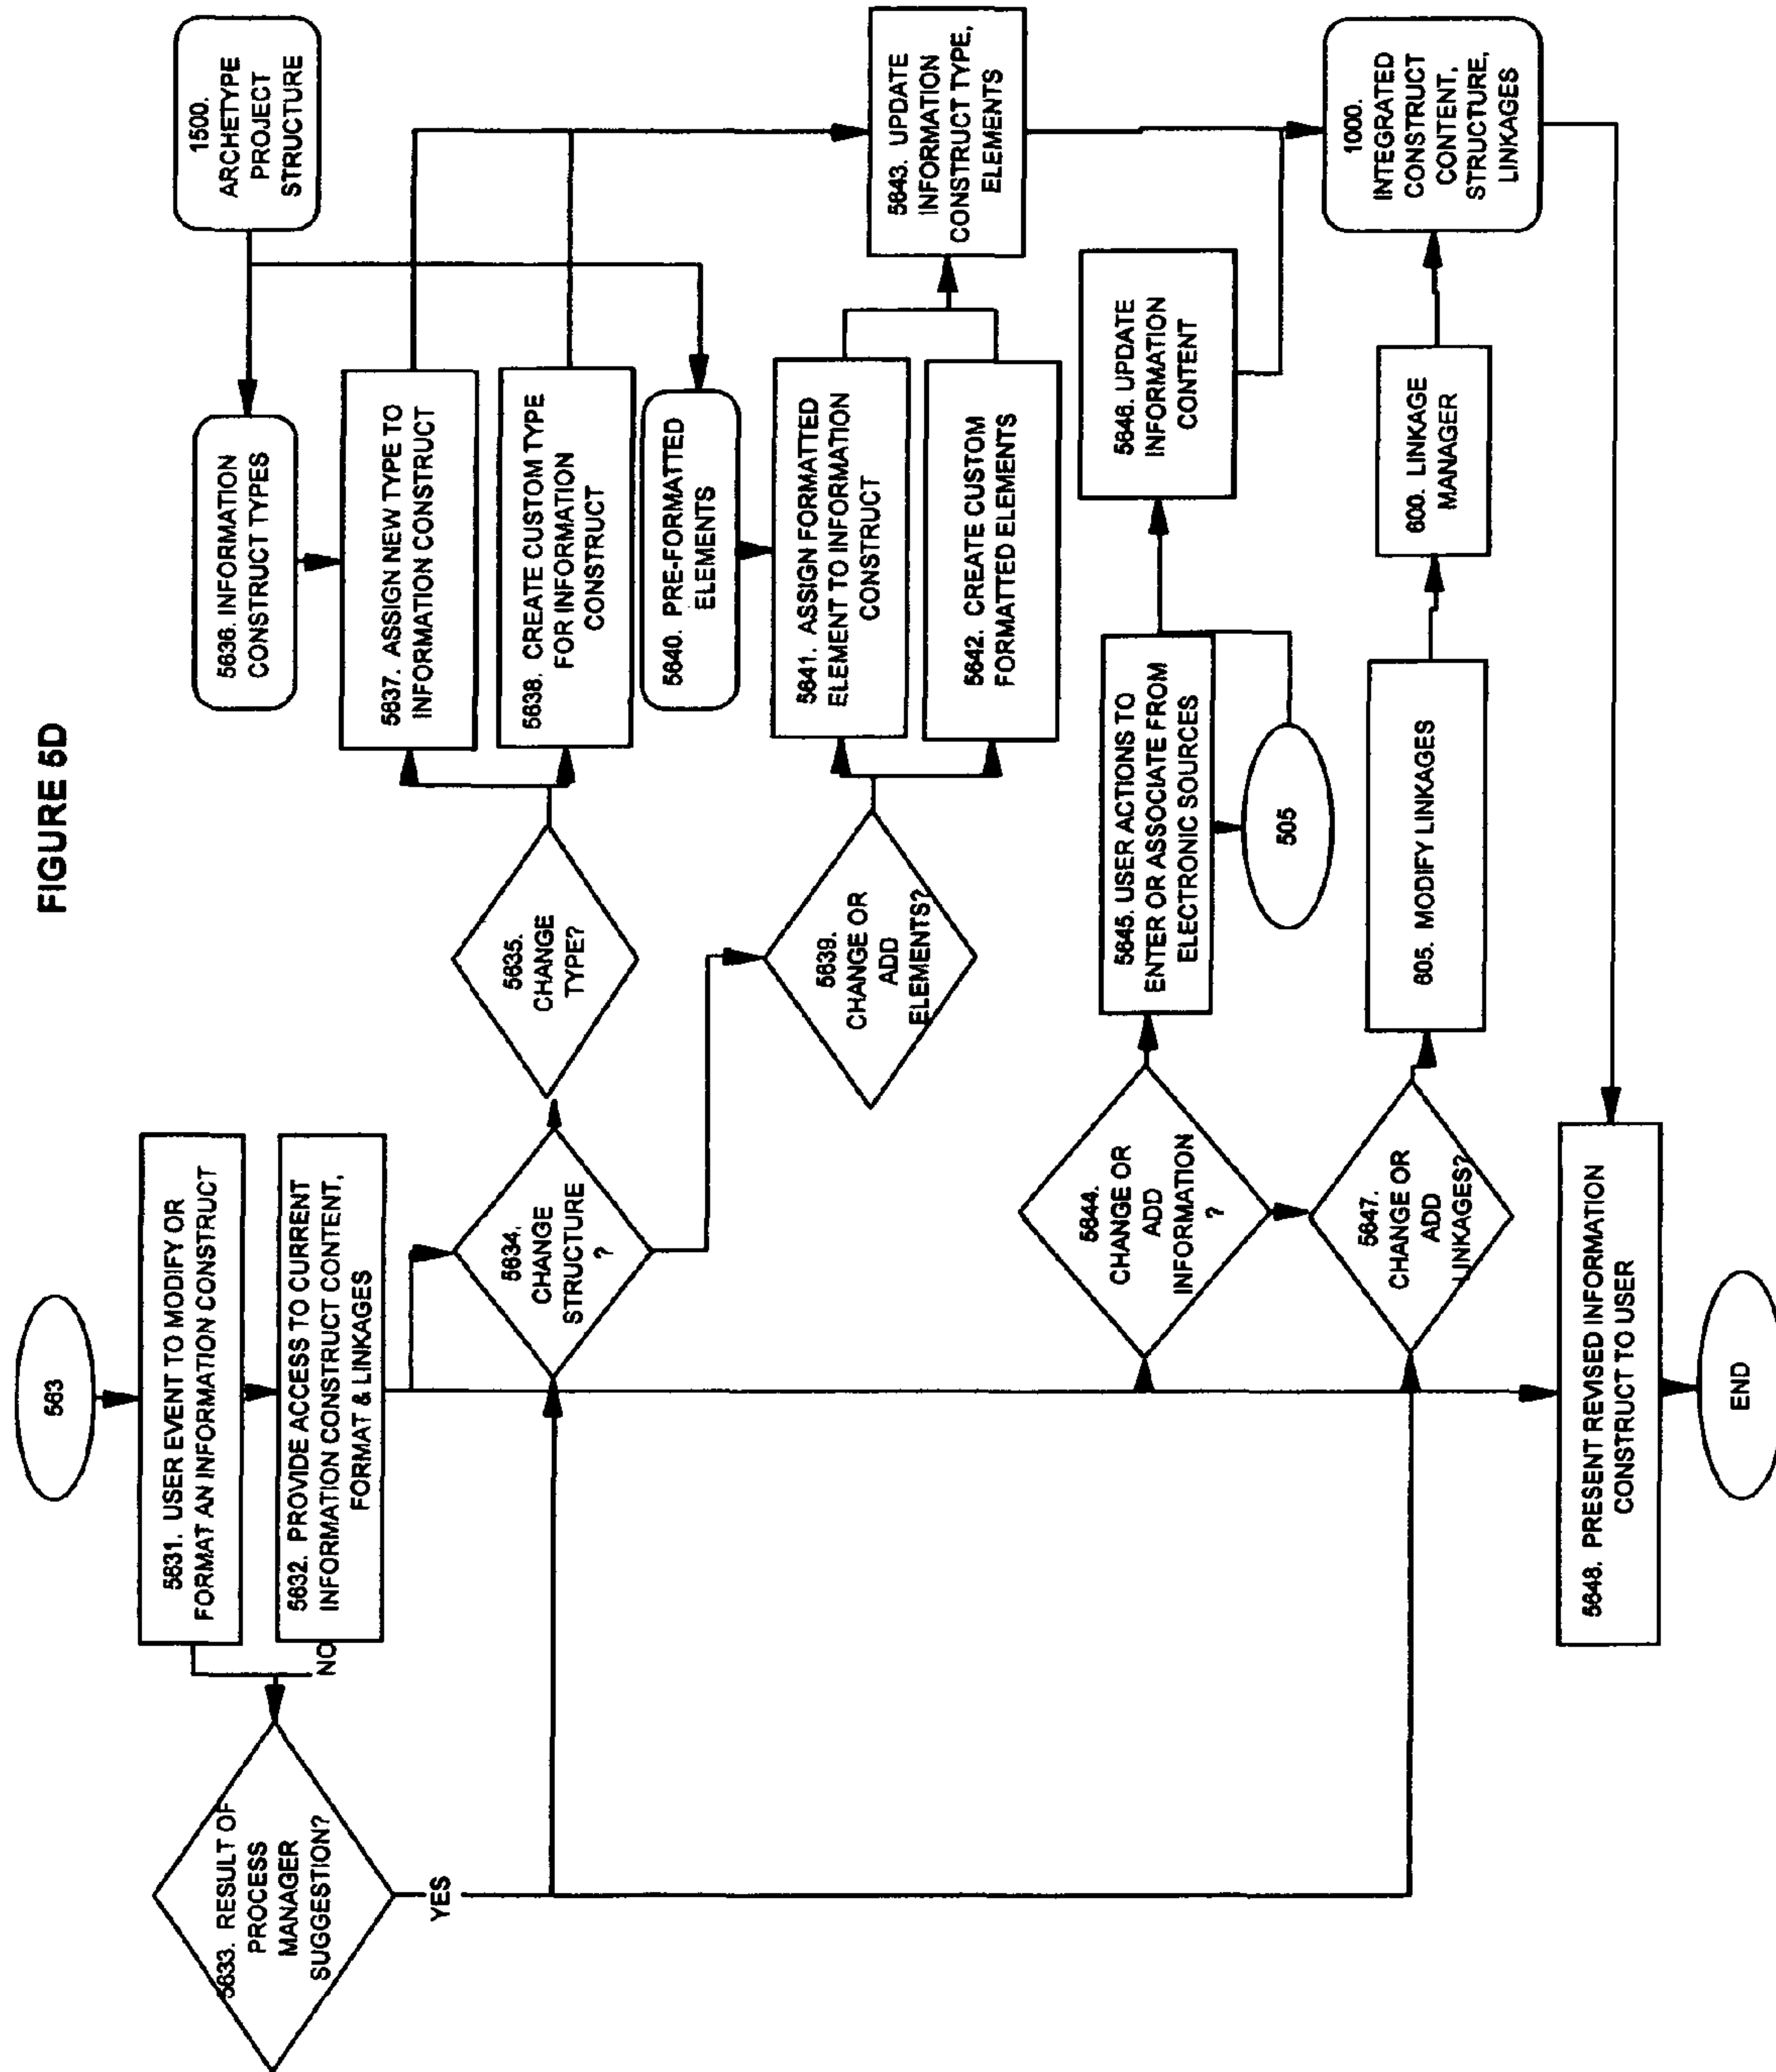 FIGURE 5D
563
5631. USER EVENT TO MODIFY OR
FORMAT AN INFORMATION CONSTRUCT
5632. PROVIDE ACCESS TO CURRENT
INFORMATION CONSTRUCT CONTENT,
FORMAT & LINKAGES
NO
5633. RESULT OF
PROCESS
MANAGER
SUGGESTION?
YES
5634.
CHANGE
STRUCTURE
?
5635.
CHANGE
TYPE?
1500.
ARCHETYPE
PROJECT
STRUCTURE
5636. INFORMATION
CONSTRUCT TYPES
5637. ASSIGN NEW TYPE TO
INFORMATION CONSTRUCT
5638. CREATE CUSTOM TYPE
FOR INFORMATION
CONSTRUCT
5639.
CHANGE OR
ADD
ELEMENTS?
5640. PRE-FORMATTED
ELEMENTS
5641. ASSIGN FORMATTED
ELEMENT TO INFORMATION
CONSTRUCT
5642. CREATE CUSTOM
FORMATTED ELEMENTS
5643. UPDATE
INFORMATION
CONSTRUCT TYPE,
ELEMENTS
5644.
CHANGE OR
ADD
INFORMATION
?
5645. USER ACTIONS TO
ENTER OR ASSOCIATE FROM
ELECTRONIC SOURCES
505
5646. UPDATE
INFORMATION
CONTENT
5647.
CHANGE OR
ADD
LINKAGES?
605. MODIFY LINKAGES
600. LINKAGE
MANAGER
1000.
INTEGRATED
CONSTRUCT
CONTENT,
STRUCTURE,
LINKAGES
5648. PRESENT REVISED INFORMATION
CONSTRUCT TO USER
END